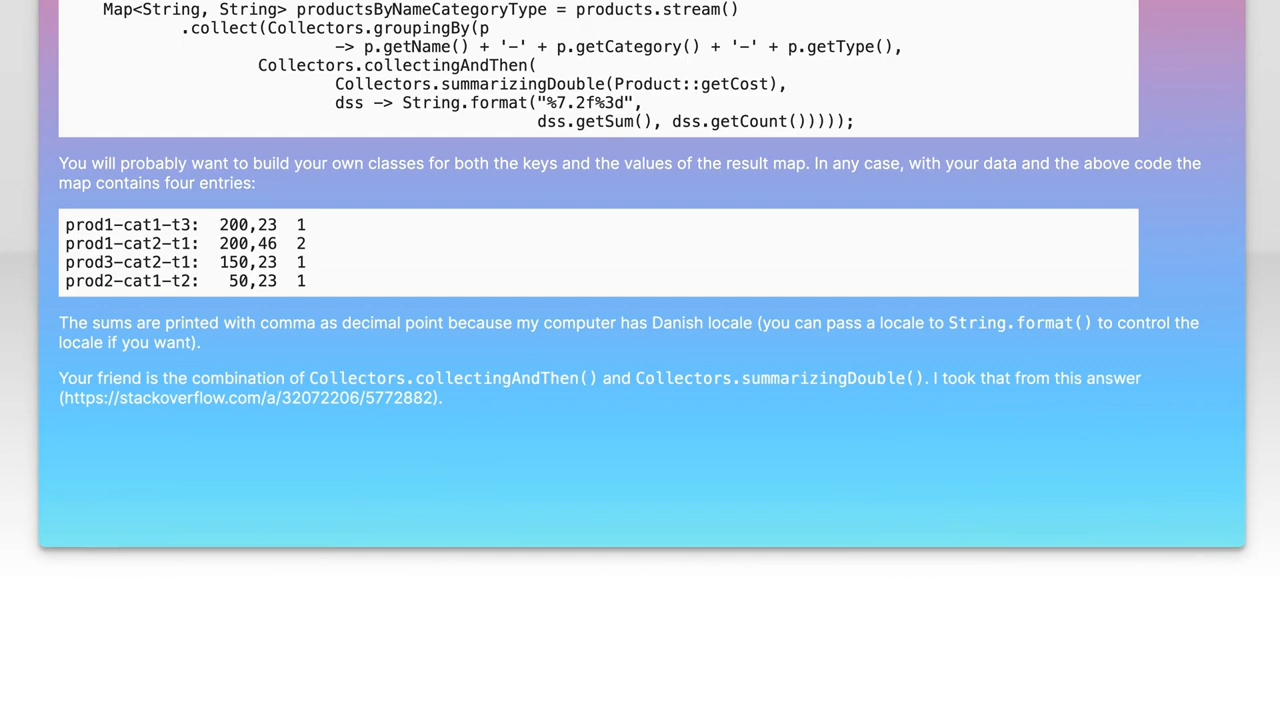 Map<String, String> productsByNameCategoryType = products.stream()
.collect(Collectors.groupingBy(p
-> p.getName() + '-' + p.getCategory() + '-' + p.getType(),
Collectors.collectingAndThen(
Collectors.summarizingDouble(Product::getCost),
dss -> String.format("%7.2f%3d",
dss.getSum(), dss.getCount()))));
You will probably want to build your own classes for both the keys and the values of the result map. In any case, with your data and the above code the
map contains four entries:
prod1-cat1-t3:  200,23  1
prod1-cat2-t1:  200,46  2
prod3-cat2-t1:  150,23  1
prod2-cat1-t2:   50,23  1
The sums are printed with comma as decimal point because my computer has Danish locale (you can pass a locale to String.format() to control the
locale if you want).
Your friend is the combination of Collectors.collectingAndThen() and Collectors.summarizingDouble(). I took that from this answer
(https://stackoverflow.com/a/32072206/5772882).